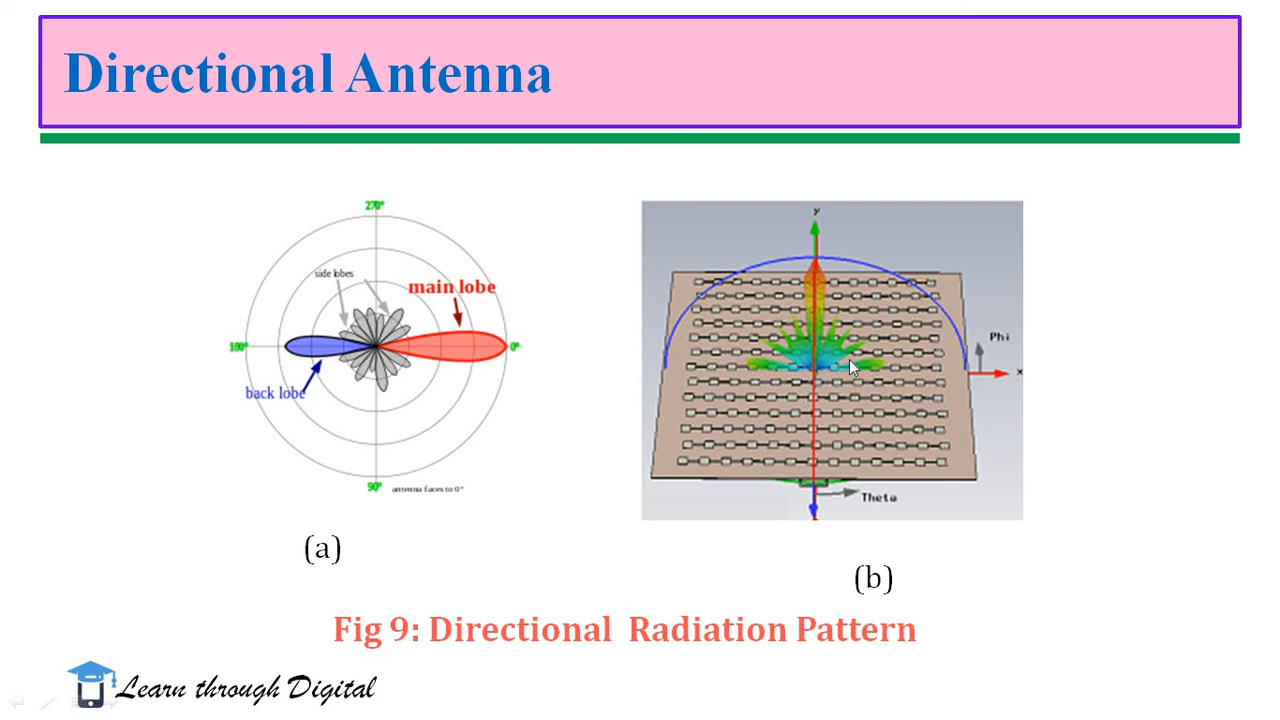 Directional Antenna
270°
side lobes
main lobe
180°
0°
back lobe
90°
antenna faces to 0°
y
Phi
x
Theta
(a)
(b)
Fig 9: Directional Radiation Pattern
Learn through Digital